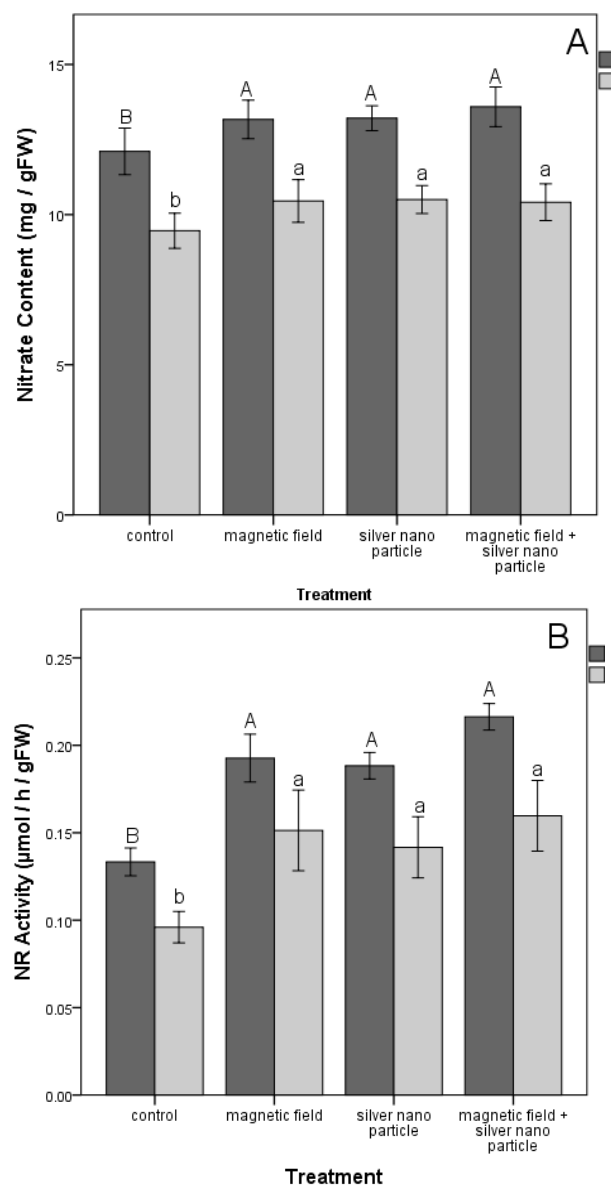 A
15
10
5
0
Nitrate Content (mg / gFW)
B
b
A
a
A
a
A
a
control
magnetic field
silver nano
particle
magnetic field +
silver nano
particle
Treatment
B
0.25
0.20
0.15
0.10
0.05
0.00
NR Activity (µmol / h / gFW)
B
b
A
a
A
a
A
a
control
magnetic field
silver nano
particle
magnetic field +
silver nano
particle
Treatment